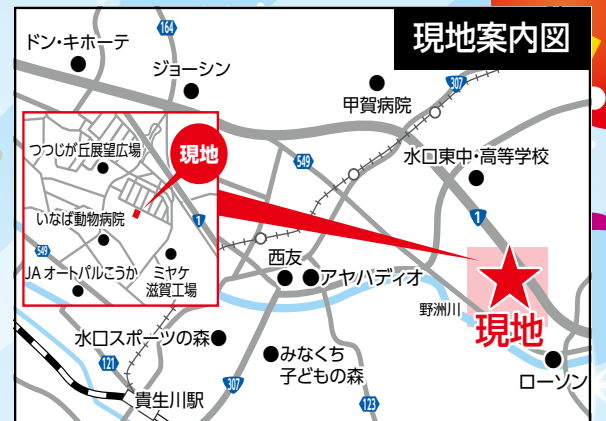 現地案内図
ドン・キホーテ
164
ジョーシン
307
甲賀病院
つつじが丘展望広場
現地
549
水口東中・高等学校
いなば動物病院
1
1
549
西友
アヤハディオ
JA オートパルこうか
ミヤケ
滋賀工場
野洲川
現地
水口スポーツの森
みなくち
子どもの森
121
307
ローソン
貴生川駅
123